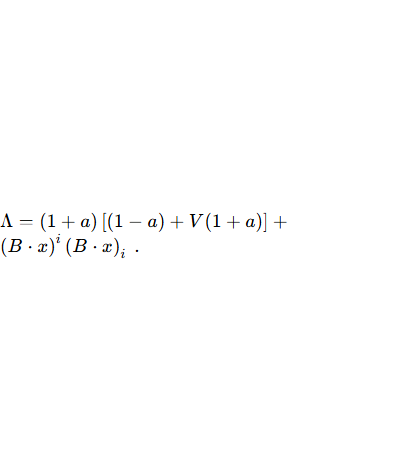 Λ = (1 + a) [(1 − a) + V(1 + a)] +
(B · x)^i (B · x)_i .